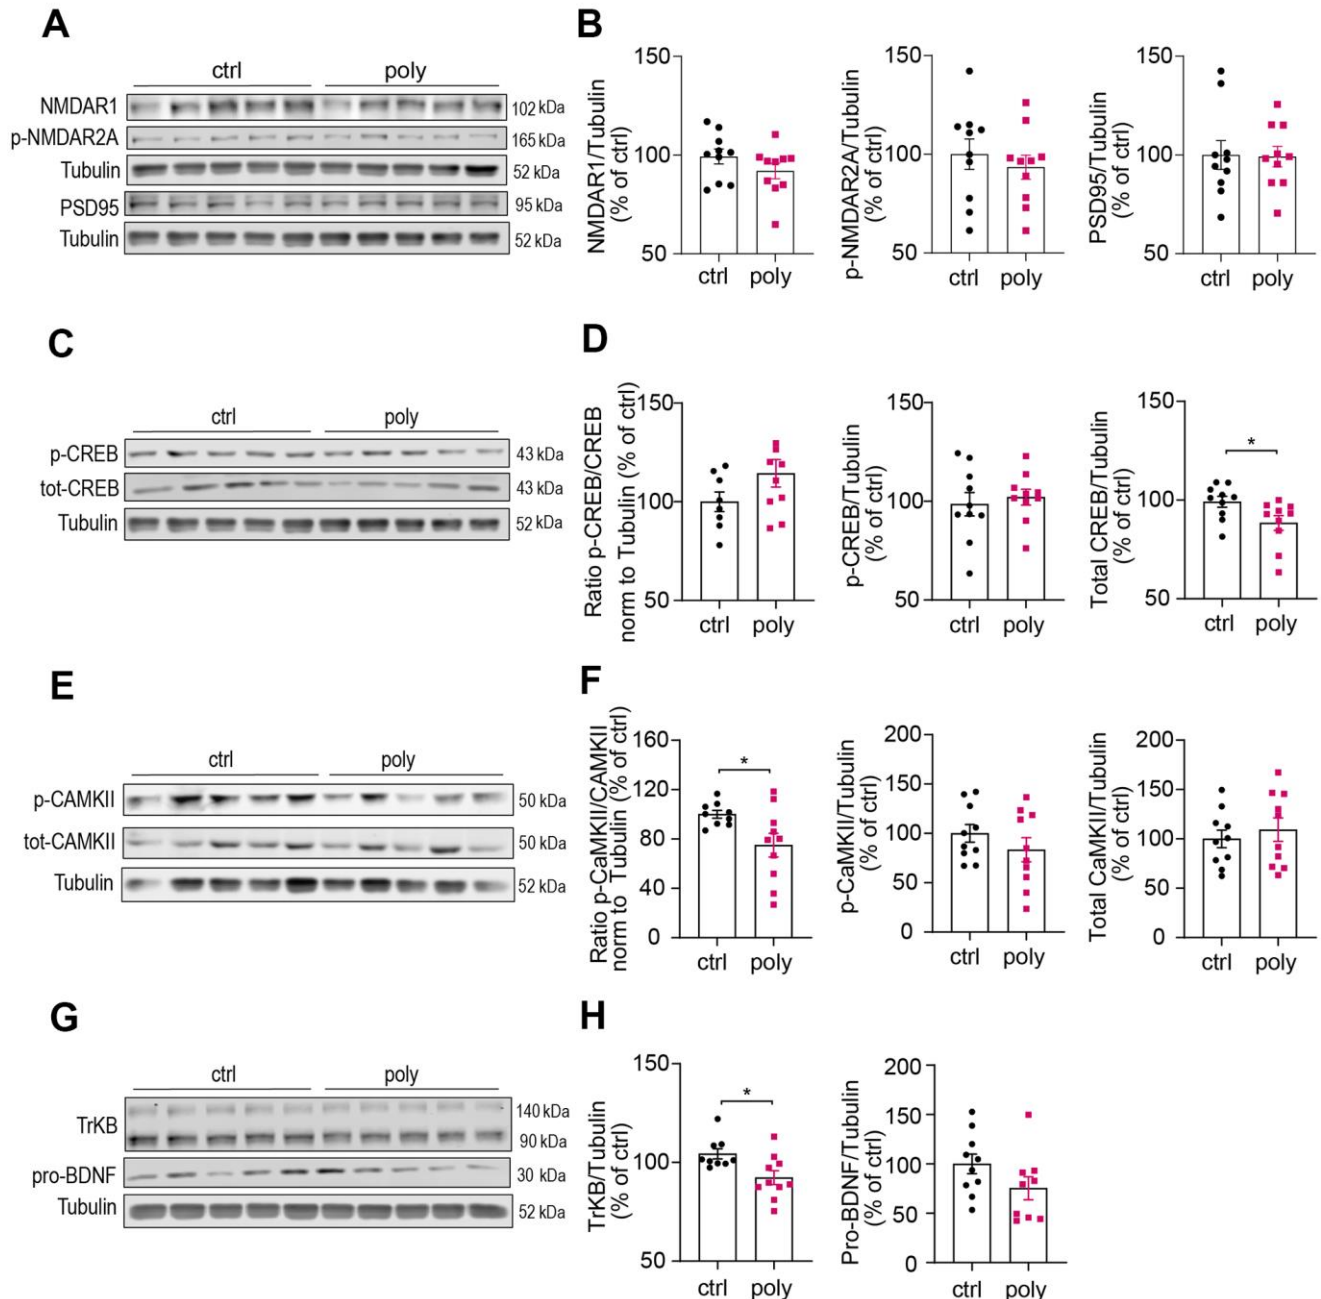 A
ctrl poly
NMDAR1 102 kDa
p-NMDAR2A 165 kDa
Tubulin 52 kDa
PSD95 95 kDa
Tubulin 52 kDa
B
NMDAR1/Tubulin
(% of ctrl)
150
100
50
ctrl poly
p-NMDAR2A/Tubulin
(% of ctrl)
150
100
50
ctrl poly
PSD95/Tubulin
(% of ctrl)
150
100
50
ctrl poly
C
ctrl poly
p-CREB 43 kDa
tot-CREB 43 kDa
Tubulin 52 kDa
D
Ratio p-CREB/CREB
norm to Tubulin (% of ctrl)
150
100
50
ctrl poly
p-CREB/Tubulin
(% of ctrl)
150
100
50
ctrl poly
Total CREB/Tubulin
(% of ctrl)
150
100
50
*
ctrl poly
E
ctrl poly
p-CAMKII 50 kDa
tot-CAMKII 50 kDa
Tubulin 52 kDa
F
Ratio p-CaMKII/CAMKII
norm to Tubulin (% of ctrl)
160
120
80
40
0
*
ctrl poly
p-CaMKII/Tubulin
(% of ctrl)
200
150
100
50
0
ctrl poly
Total CaMKII/Tubulin
(% of ctrl)
200
150
100
50
0
ctrl poly
G
ctrl poly
TrKB 140 kDa
90 kDa
pro-BDNF 30 kDa
Tubulin 52 kDa
H
TrKB/Tubulin
(% of ctrl)
150
100
50
*
ctrl poly
Pro-BDNF/Tubulin
(% of ctrl)
200
150
100
50
0
ctrl poly